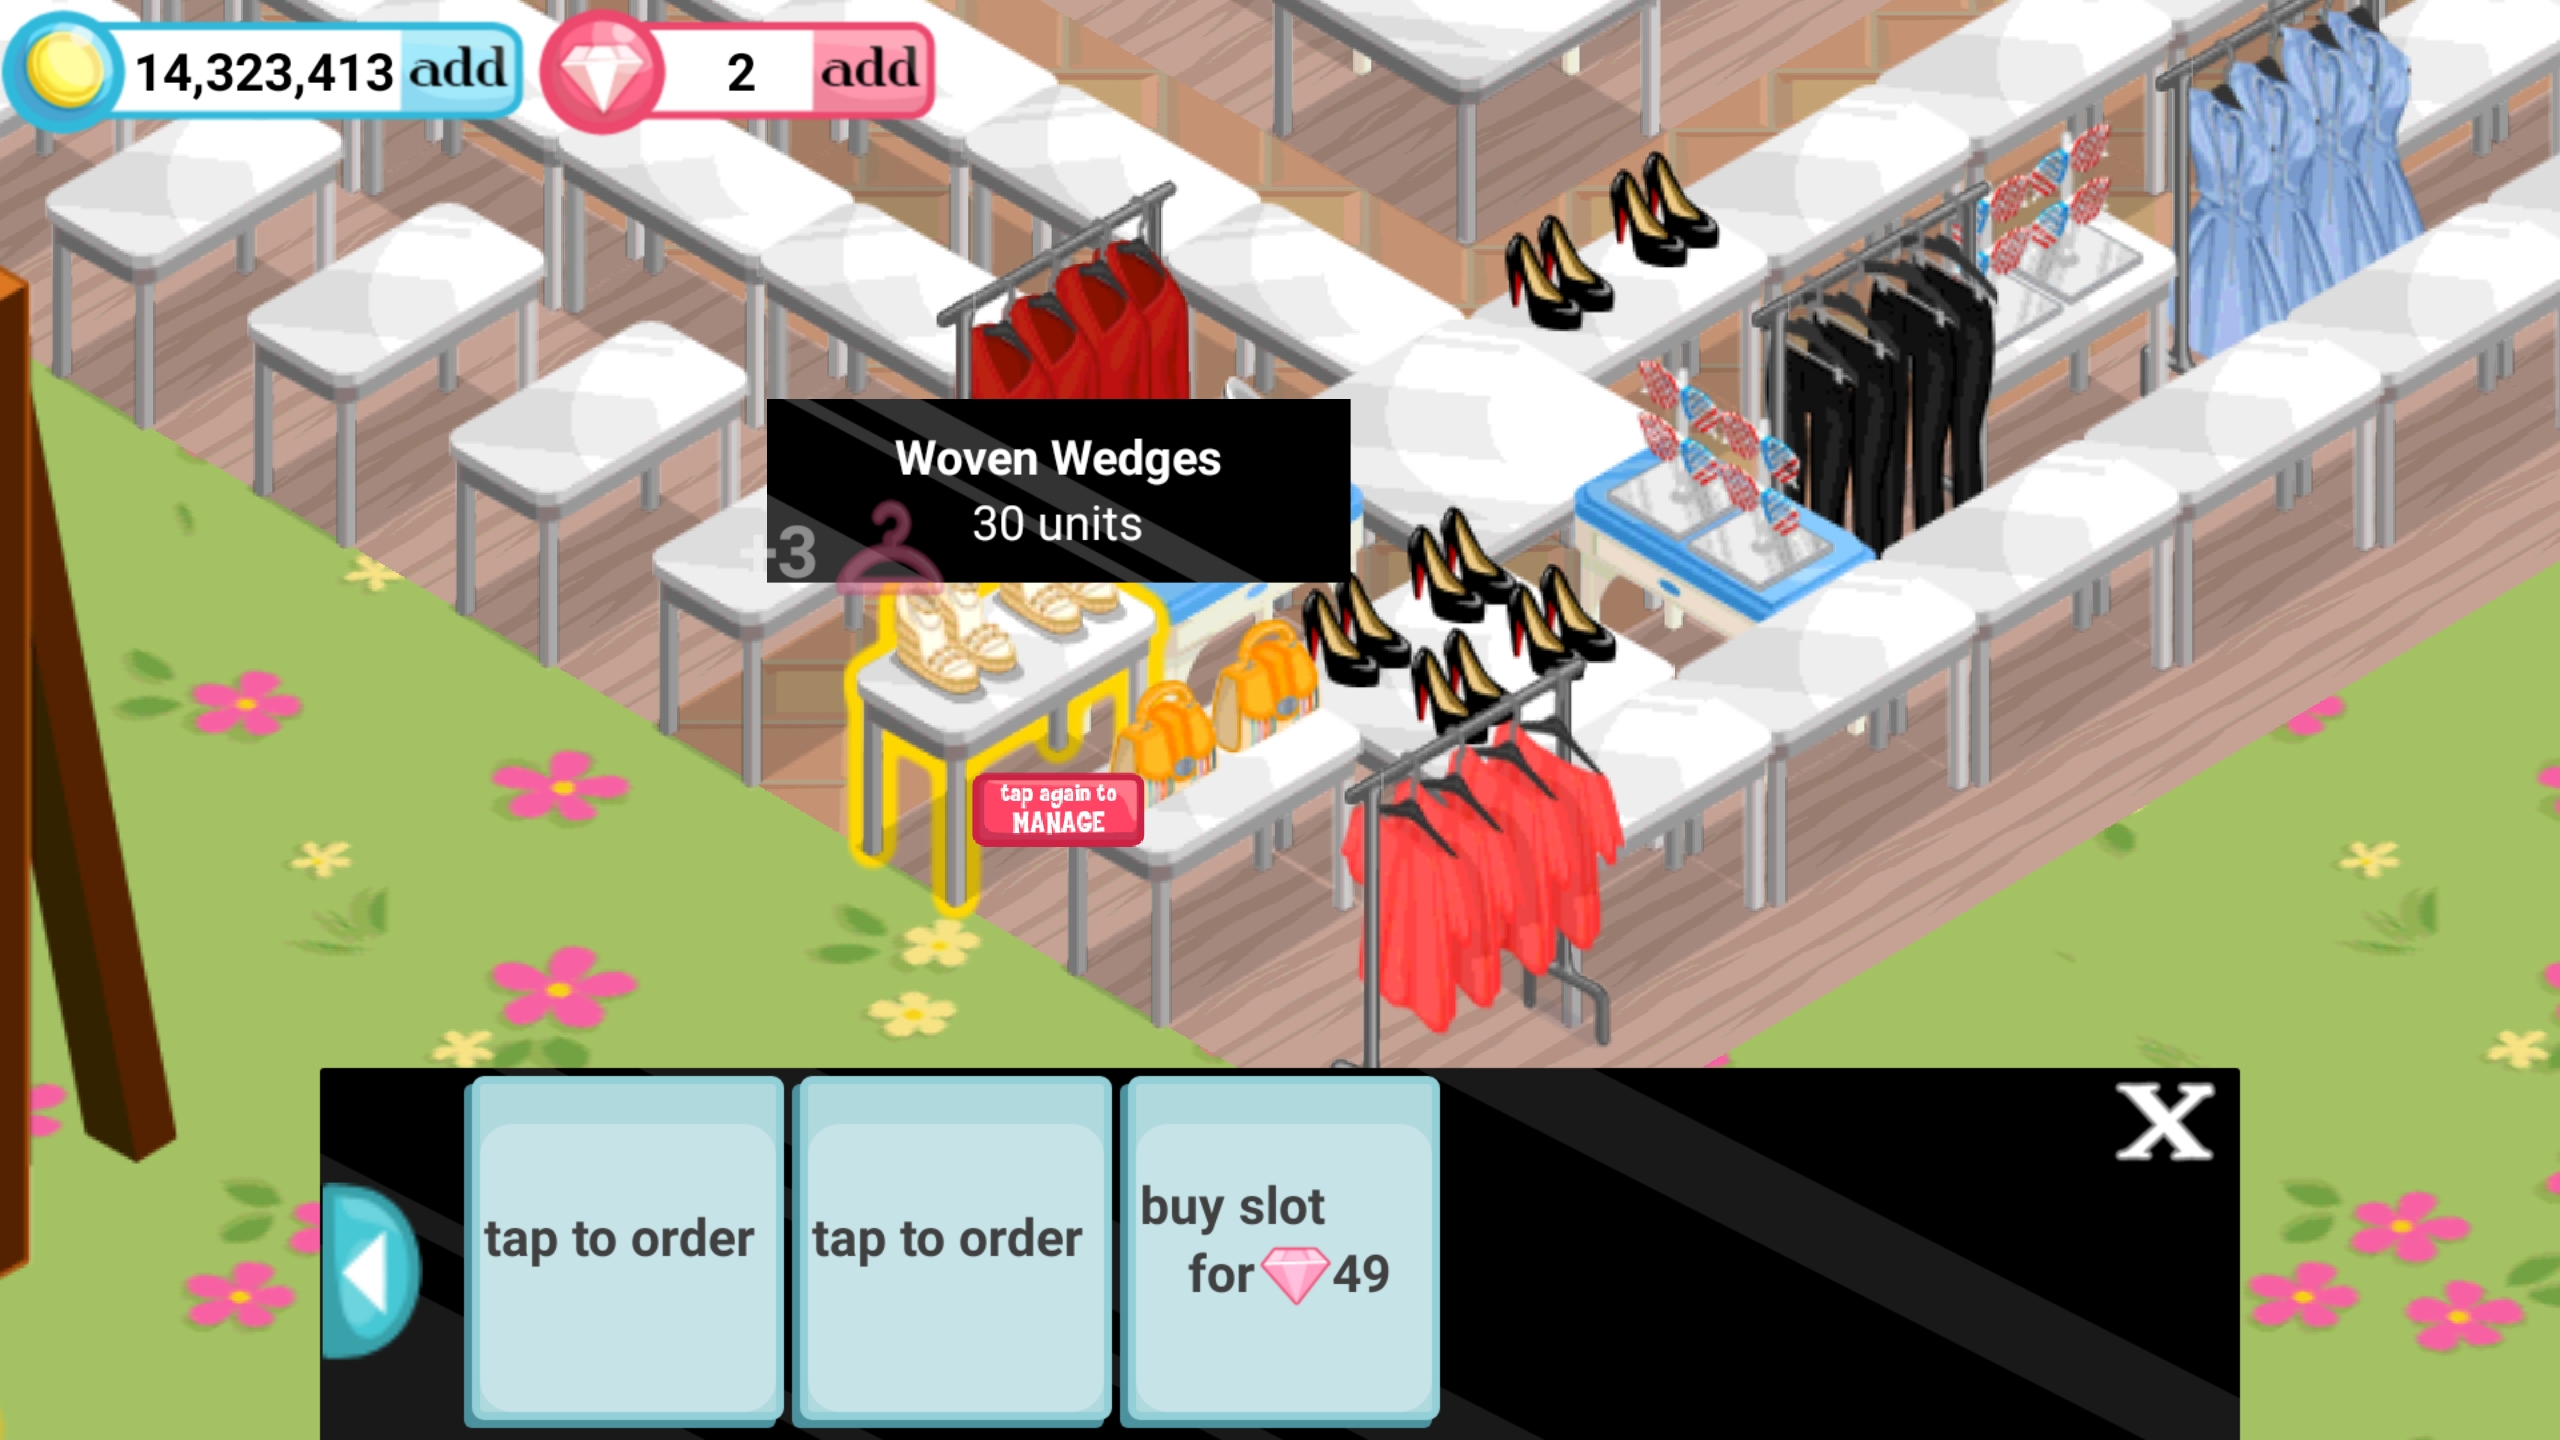 14,323,413 add
2 add
Woven Wedges
30 units
+3
tap again to
MANAGE
X
tap to order
tap to order
buy slot
for 49